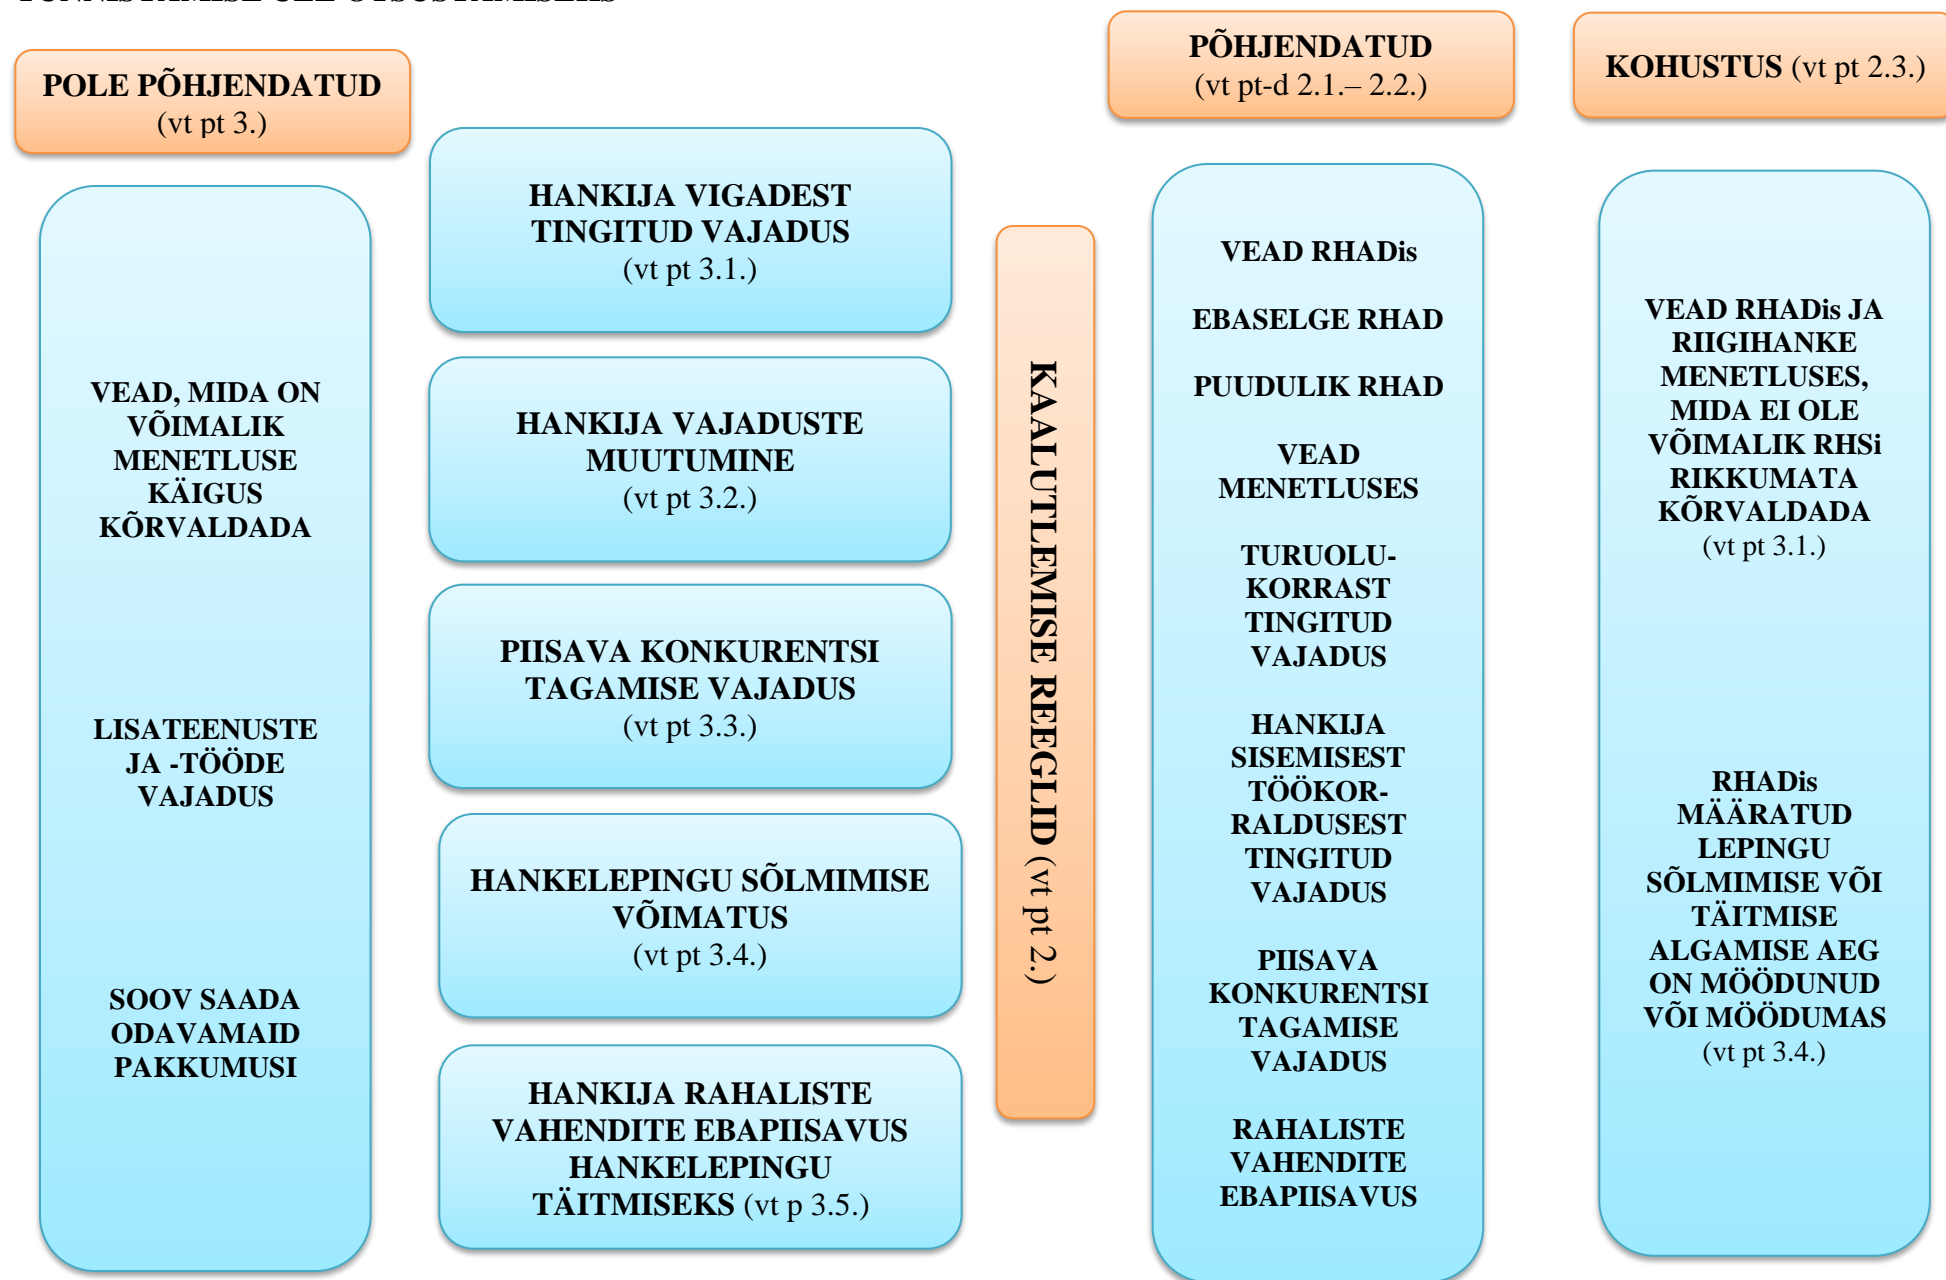 TUNNISTAMISE ÜLE OTSUSTAMISEKS
POLE PÕHJENDATUD
(vt pt 3.)
VEAD, MIDA ON
VÕIMALIK
MENETLUSE
KÄIGUS
KÕRVALDADA
LISATEENUSTE
JA -TÖÖDE
VAJADUS
SOOV SAADA
ODAVAMAID
PAKKUMUSI
HANKIJA VIGADEST
TINGITUD VAJADUS
(vt pt 3.1.)
HANKIJA VAJADUSTE
MUUTUMINE
(vt pt 3.2.)
PIISAVA KONKURENTSI
TAGAMISE VAJADUS
(vt pt 3.3.)
HANKELEPINGU SÕLMIMISE
VÕIMATUS
(vt pt 3.4.)
HANKIJA RAHALISTE
VAHENDITE EBAPIISAVUS
HANKELEPINGU
TÄITMISEKS (vt p 3.5.)
KAALUTLEMISE REEGLID (vt pt 2.)
PÕHJENDATUD
(vt pt-d 2.1.– 2.2.)
VEAD RHADis
EBASELGE RHAD
PUUDULIK RHAD
VEAD
MENETLUSES
TURUOLU-
KORRAST
TINGITUD
VAJADUS
HANKIJA
SISEMISEST
TÖÖKOR-
RALDUSEST
TINGITUD
VAJADUS
PIISAVA
KONKURENTSI
TAGAMISE
VAJADUS
RAHALISTE
VAHENDITE
EBAPIISAVUS
KOHUSTUS (vt pt 2.3.)
VEAD RHADis JA
RIIGIHANKE
MENETLUSES,
MIDA EI OLE
VÕIMALIK RHSi
RIKKUMATA
KÕRVALDADA
(vt pt 3.1.)
RHADis
MÄÄRATUD
LEPINGU
SÕLMIMISE VÕI
TÄITMISE
ALGAMISE AEG
ON MÖÖDUNUD
VÕI MÖÖDUMAS
(vt pt 3.4.)